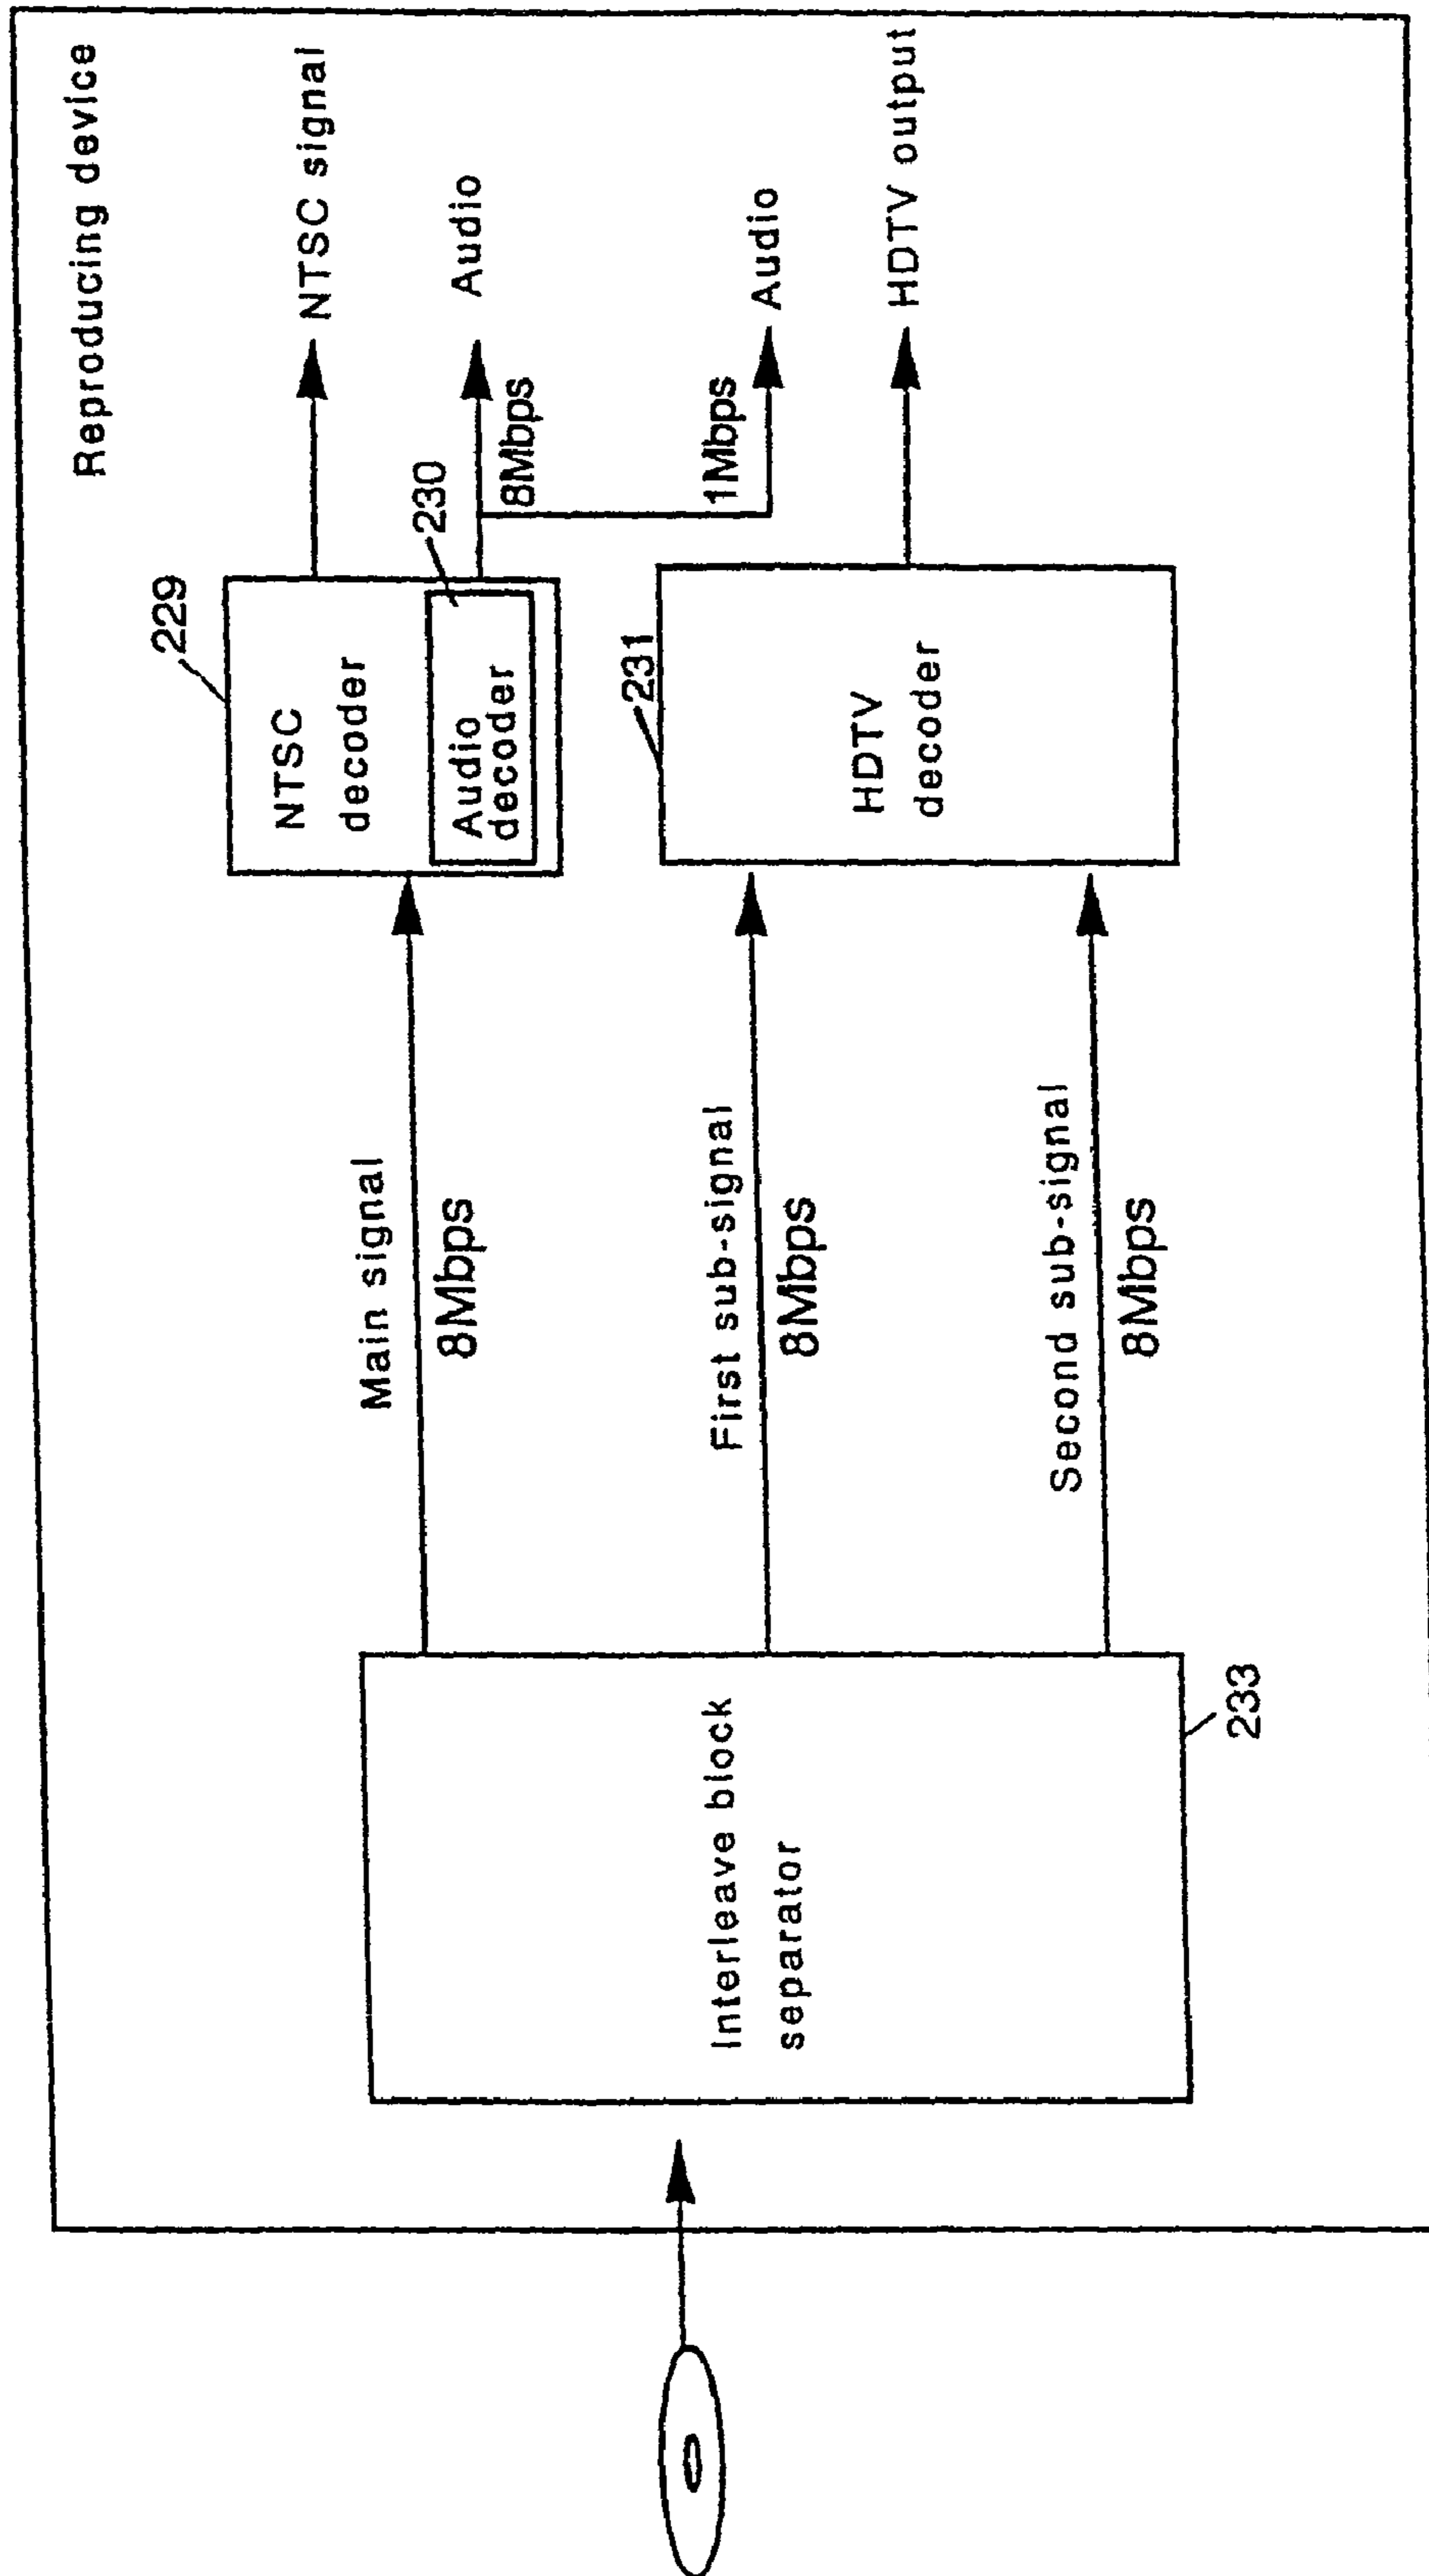 Reproducing device
Interleave block
separator
233
Main signal
8Mbps
First sub-signal
8Mbps
Second sub-signal
8Mbps
229
NTSC
decoder
Audio
decoder
230
231
HDTV
decoder
NTSC signal
Audio
8Mbps
1Mbps
Audio
HDTV output